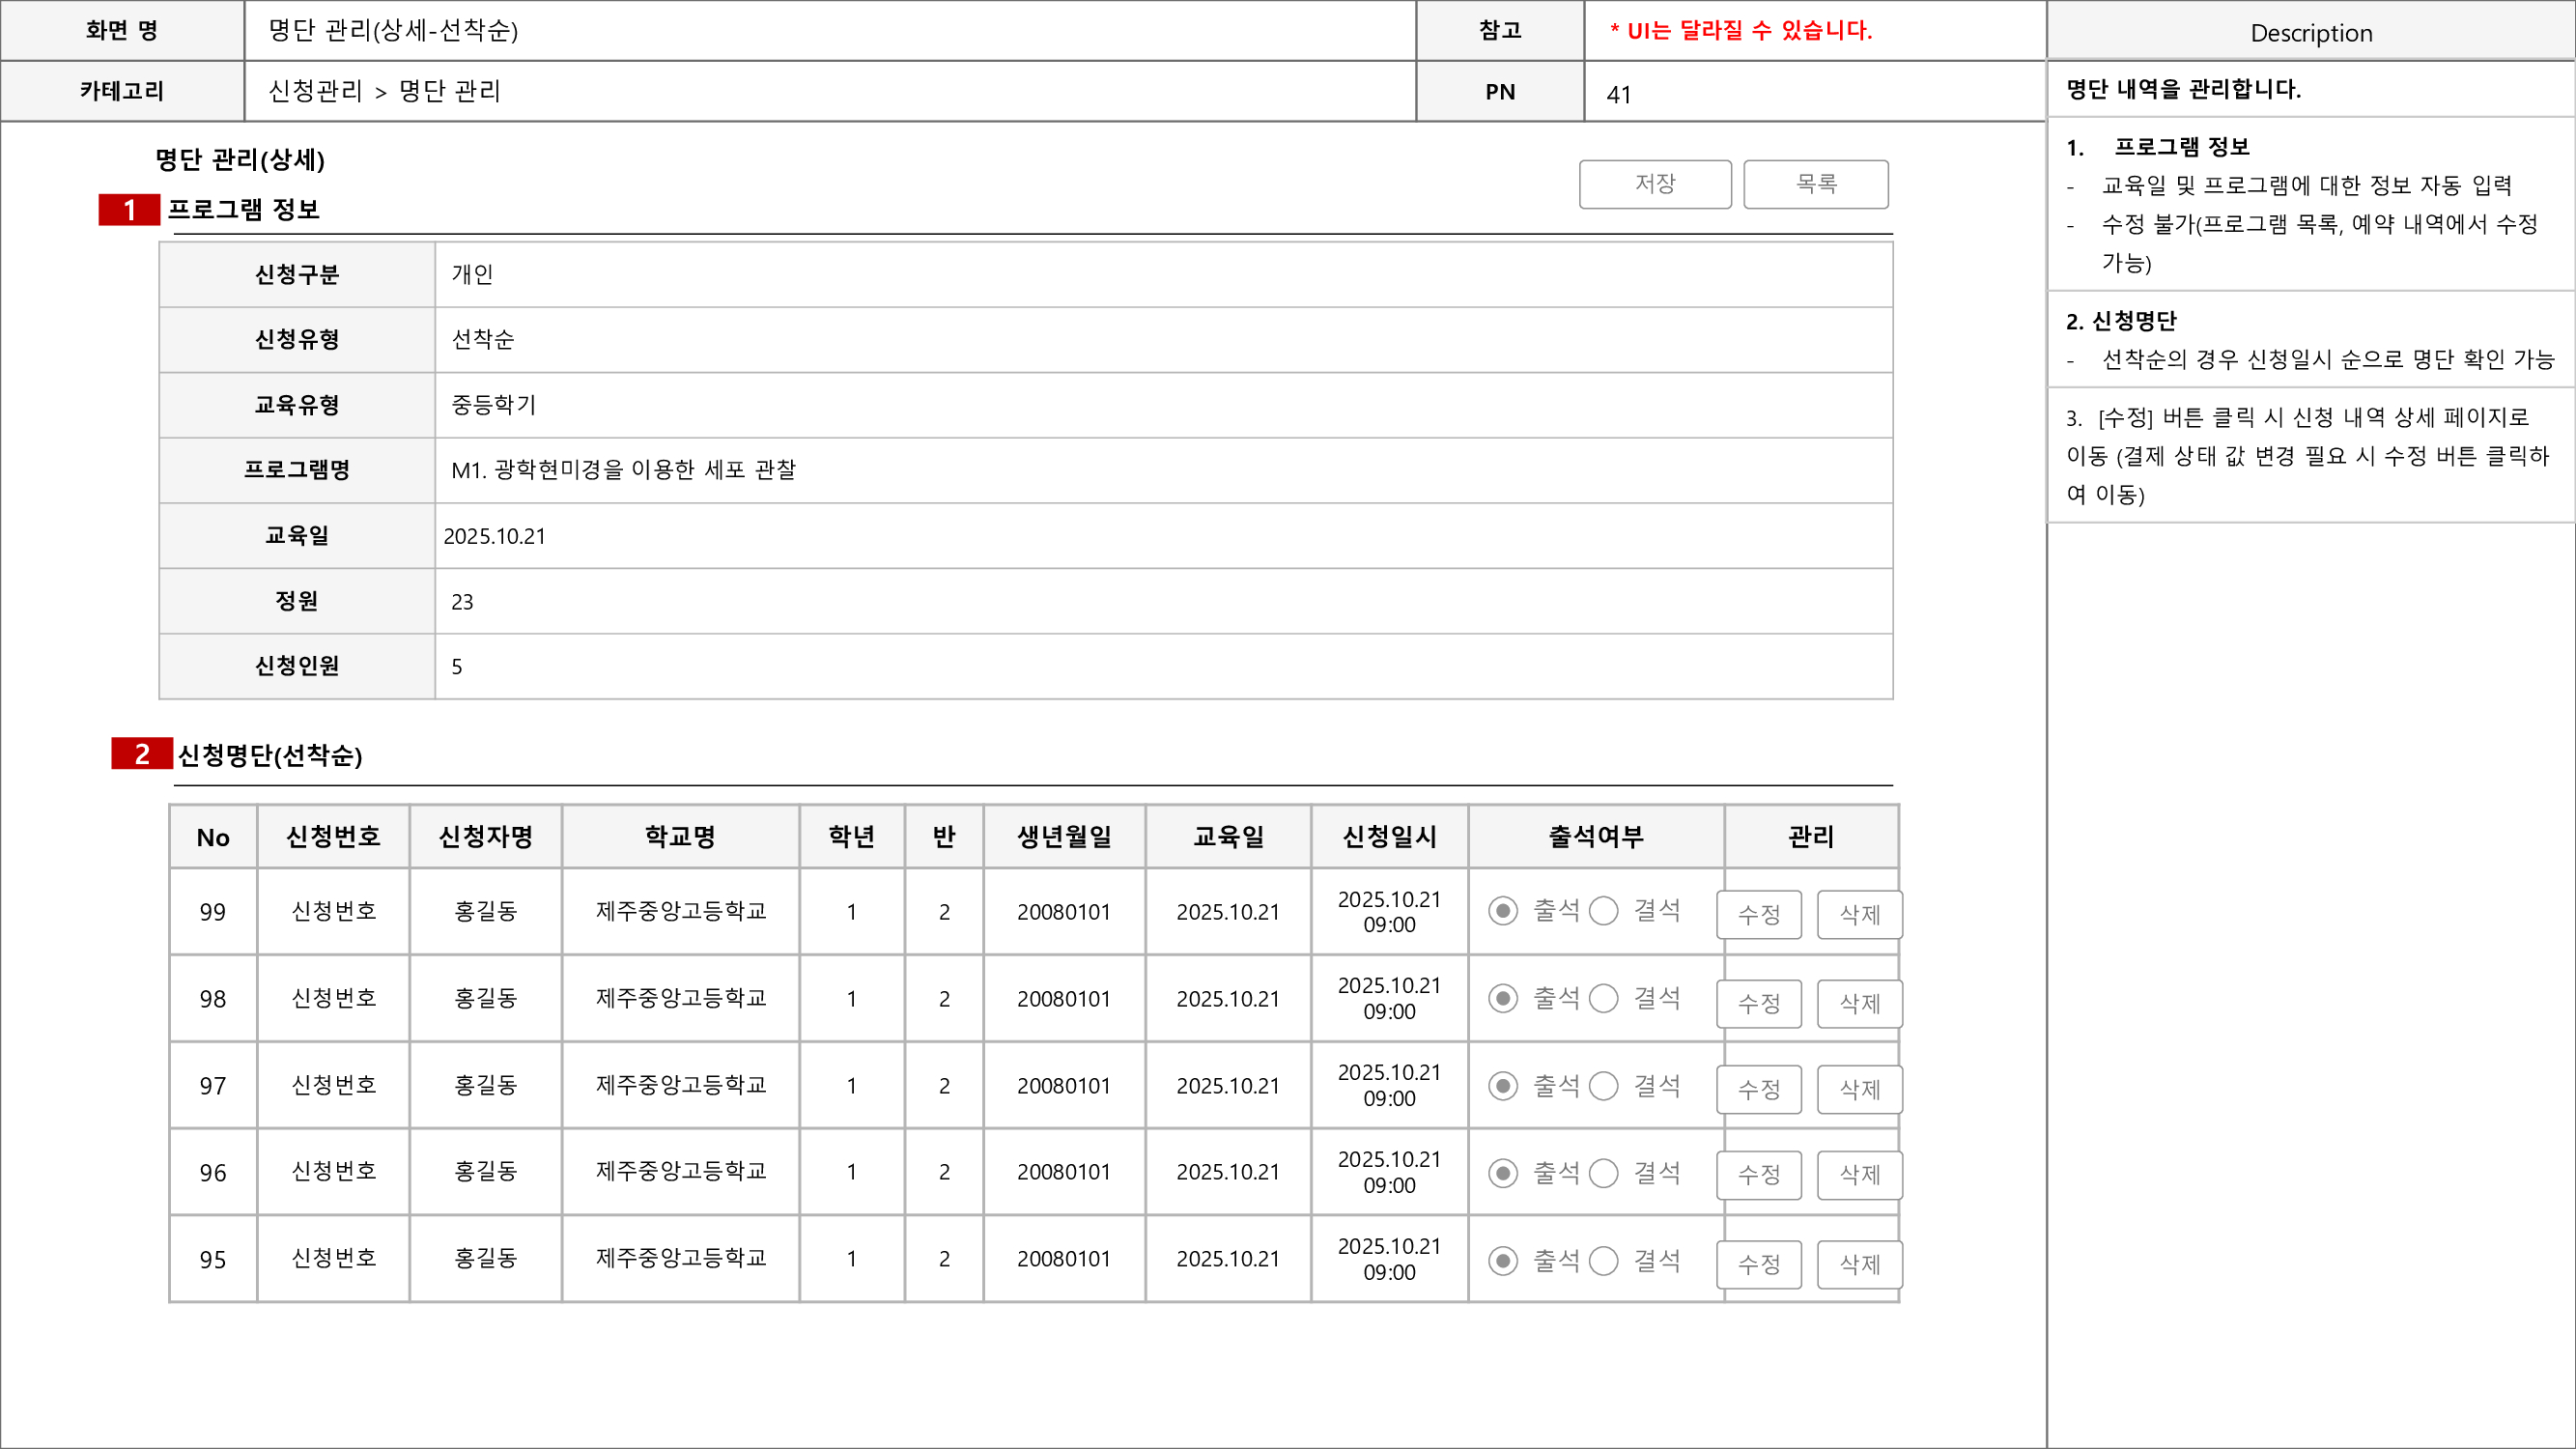 화면 명
명단 관리(상세-선착순)
참고
* UI는 달라질 수 있습니다.
카테고리
신청관리 > 명단 관리
PN
41
명단 관리(상세)
저장
목록
1 프로그램 정보
신청구분 개인
신청유형 선착순
교육유형 중등학기
프로그램명 M1. 광학현미경을 이용한 세포 관찰
교육일 2025.10.21
정원 23
신청인원 5
2 신청명단(선착순)
No 신청번호 신청자명 학교명 학년 반 생년월일 교육일 신청일시 출석여부 관리
99 신청번호 홍길동 제주중앙고등학교 1 2 20080101 2025.10.21 2025.10.21 09:00 출석 결석 수정 삭제
98 신청번호 홍길동 제주중앙고등학교 1 2 20080101 2025.10.21 2025.10.21 09:00 출석 결석 수정 삭제
97 신청번호 홍길동 제주중앙고등학교 1 2 20080101 2025.10.21 2025.10.21 09:00 출석 결석 수정 삭제
96 신청번호 홍길동 제주중앙고등학교 1 2 20080101 2025.10.21 2025.10.21 09:00 출석 결석 수정 삭제
95 신청번호 홍길동 제주중앙고등학교 1 2 20080101 2025.10.21 2025.10.21 09:00 출석 결석 수정 삭제
Description
명단 내역을 관리합니다.
1. 프로그램 정보
- 교육일 및 프로그램에 대한 정보 자동 입력
- 수정 불가(프로그램 목록, 예약 내역에서 수정
가능)
2. 신청명단
- 선착순의 경우 신청일시 순으로 명단 확인 가능
3. [수정] 버튼 클릭 시 신청 내역 상세 페이지로
이동 (결제 상태 값 변경 필요 시 수정 버튼 클릭하
여 이동)